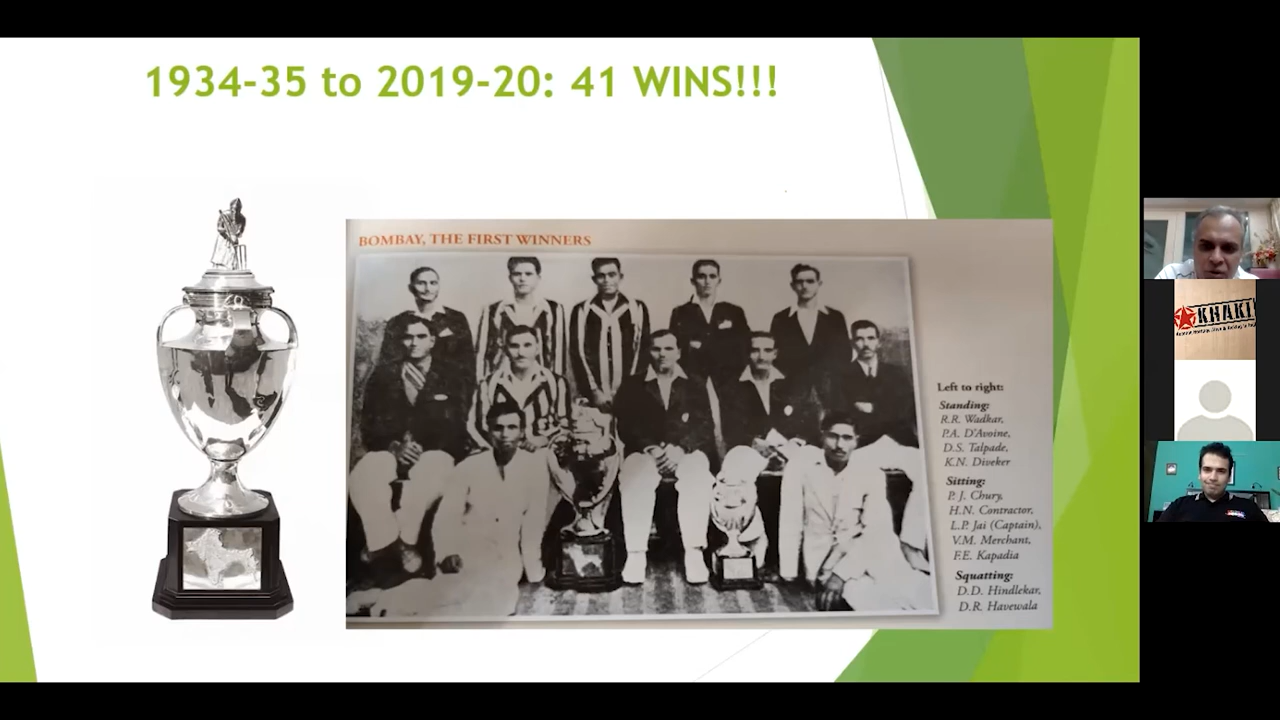 1934-35 to 2019-20: 41 WINS!!!
BOMBAY, THE FIRST WINNERS
Left to right:
Standing:
R.R. Wadkar,
P.A. D'Avoine,
D.S. Talpade,
K.N. Diveker
Sitting:
P. J. Chury,
H.N. Contractor,
L.P. Jai (Captain),
V.M. Merchant,
F.E. Kapadia
Squatting:
D.D. Hindlekar,
D.R. Havewala
KHAKI